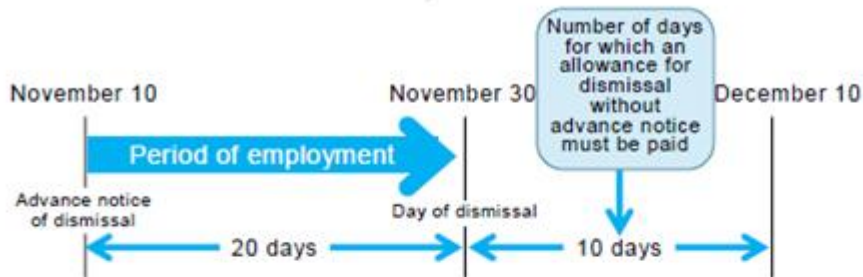 Number of days
for which an
allowance for
dismissal
without
advance notice
must be paid
November 10
November 30
December 10
Period of employment
Advance notice
of dismissal
Day of dismissal
20 days
10 days